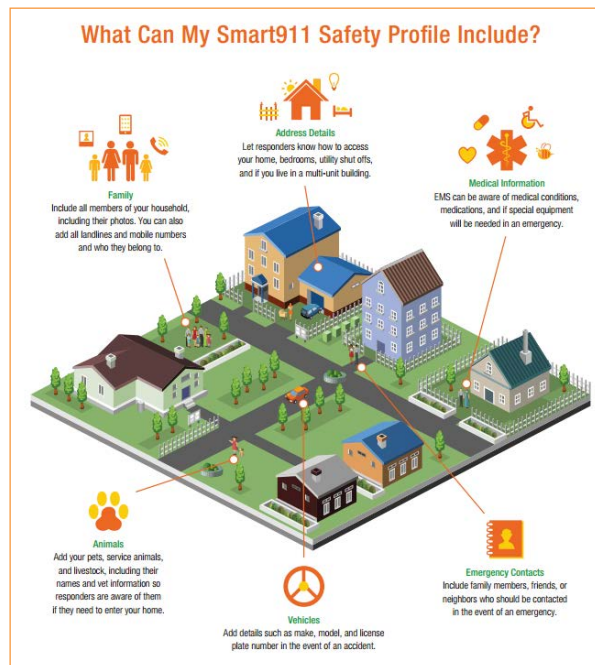 What Can My Smart911 Safety Profile Include?
Address Details
Let responders know how to access
your home, bedrooms, utility shut offs,
and if you live in a multi-unit building.
Family
Include all members of your household,
including their photos. You can also
add all landlines and mobile numbers
and who they belong to.
Medical Information
EMS can be aware of medical conditions,
medications, and if special equipment
will be needed in an emergency.
Animals
Add your pets, service animals,
and livestock, including their
names and vet information so
responders are aware of them
if they need to enter your home.
Vehicles
Add details such as make, model, and license
plate number in the event of an accident.
Emergency Contacts
Include family members, friends, or
neighbors who should be contacted
in the event of an emergency.